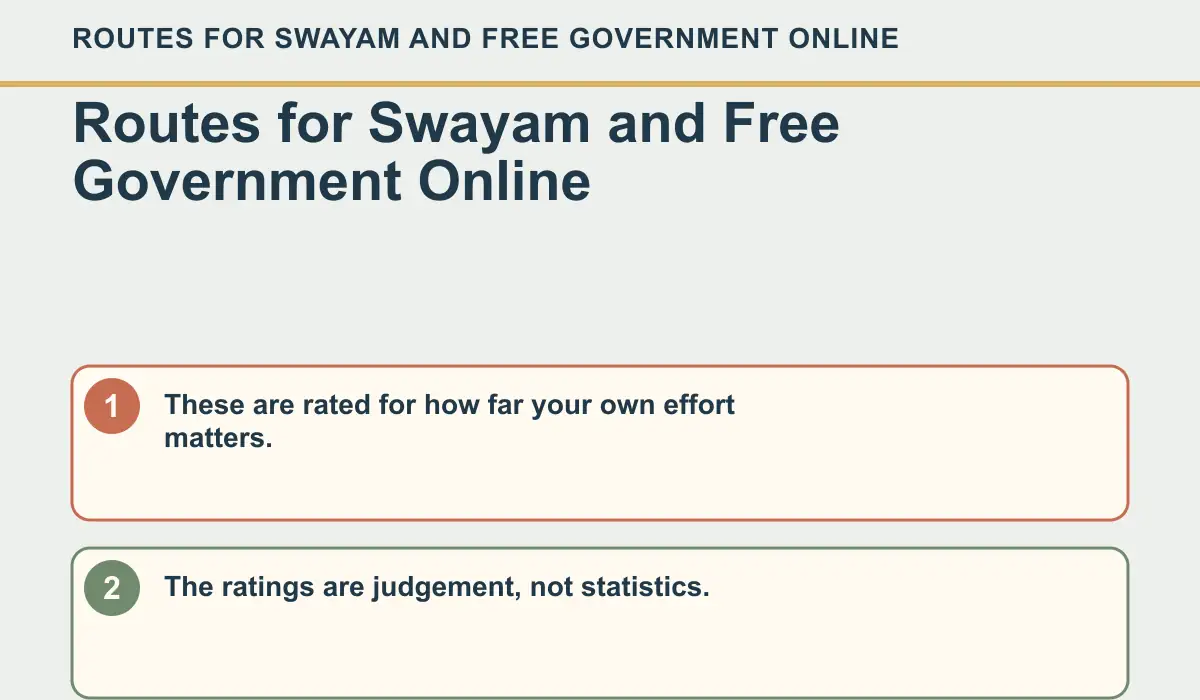 ROUTES FOR SWAYAM AND FREE GOVERNMENT ONLINE
Routes for Swayam and Free
Government Online
1
These are rated for how far your own effort
matters.
2
The ratings are judgement, not statistics.